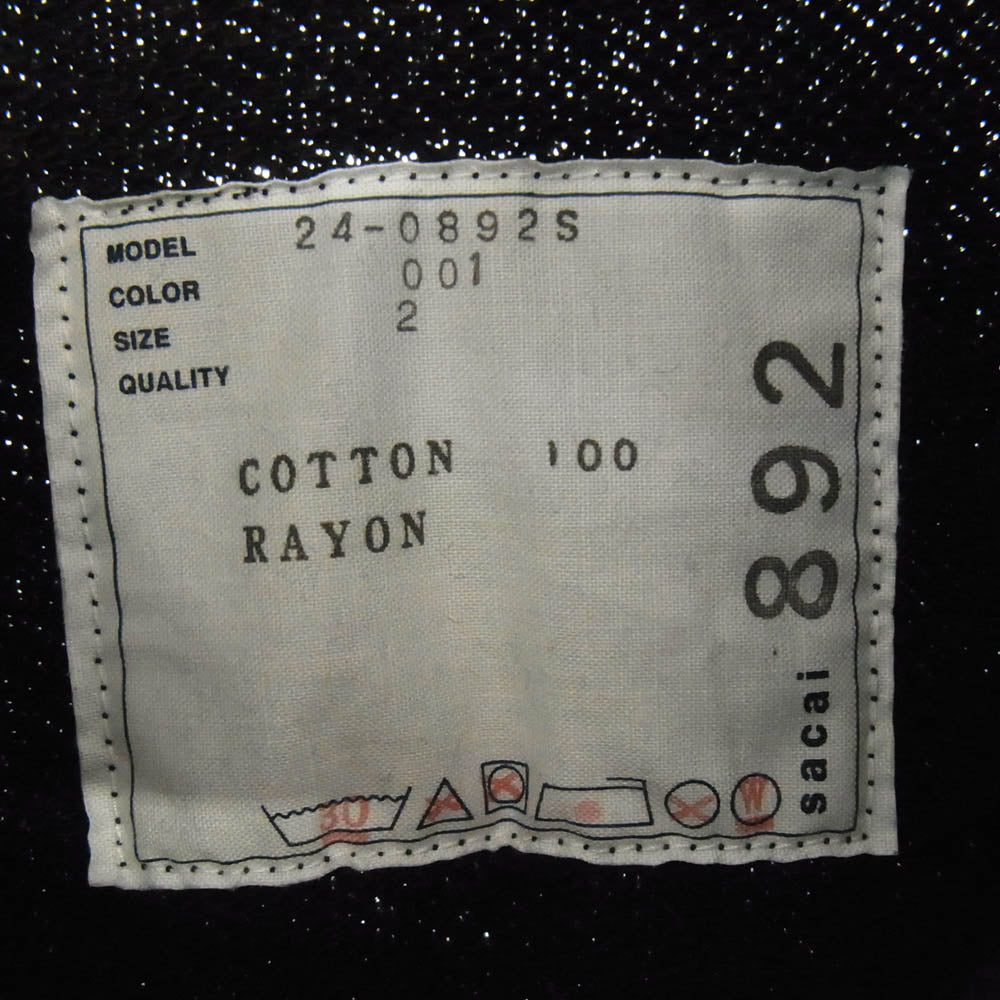 MODEL 24-0892S
COLOR 001
SIZE 2
QUALITY
COTTON 100
RAYON
sacai 892
30
W